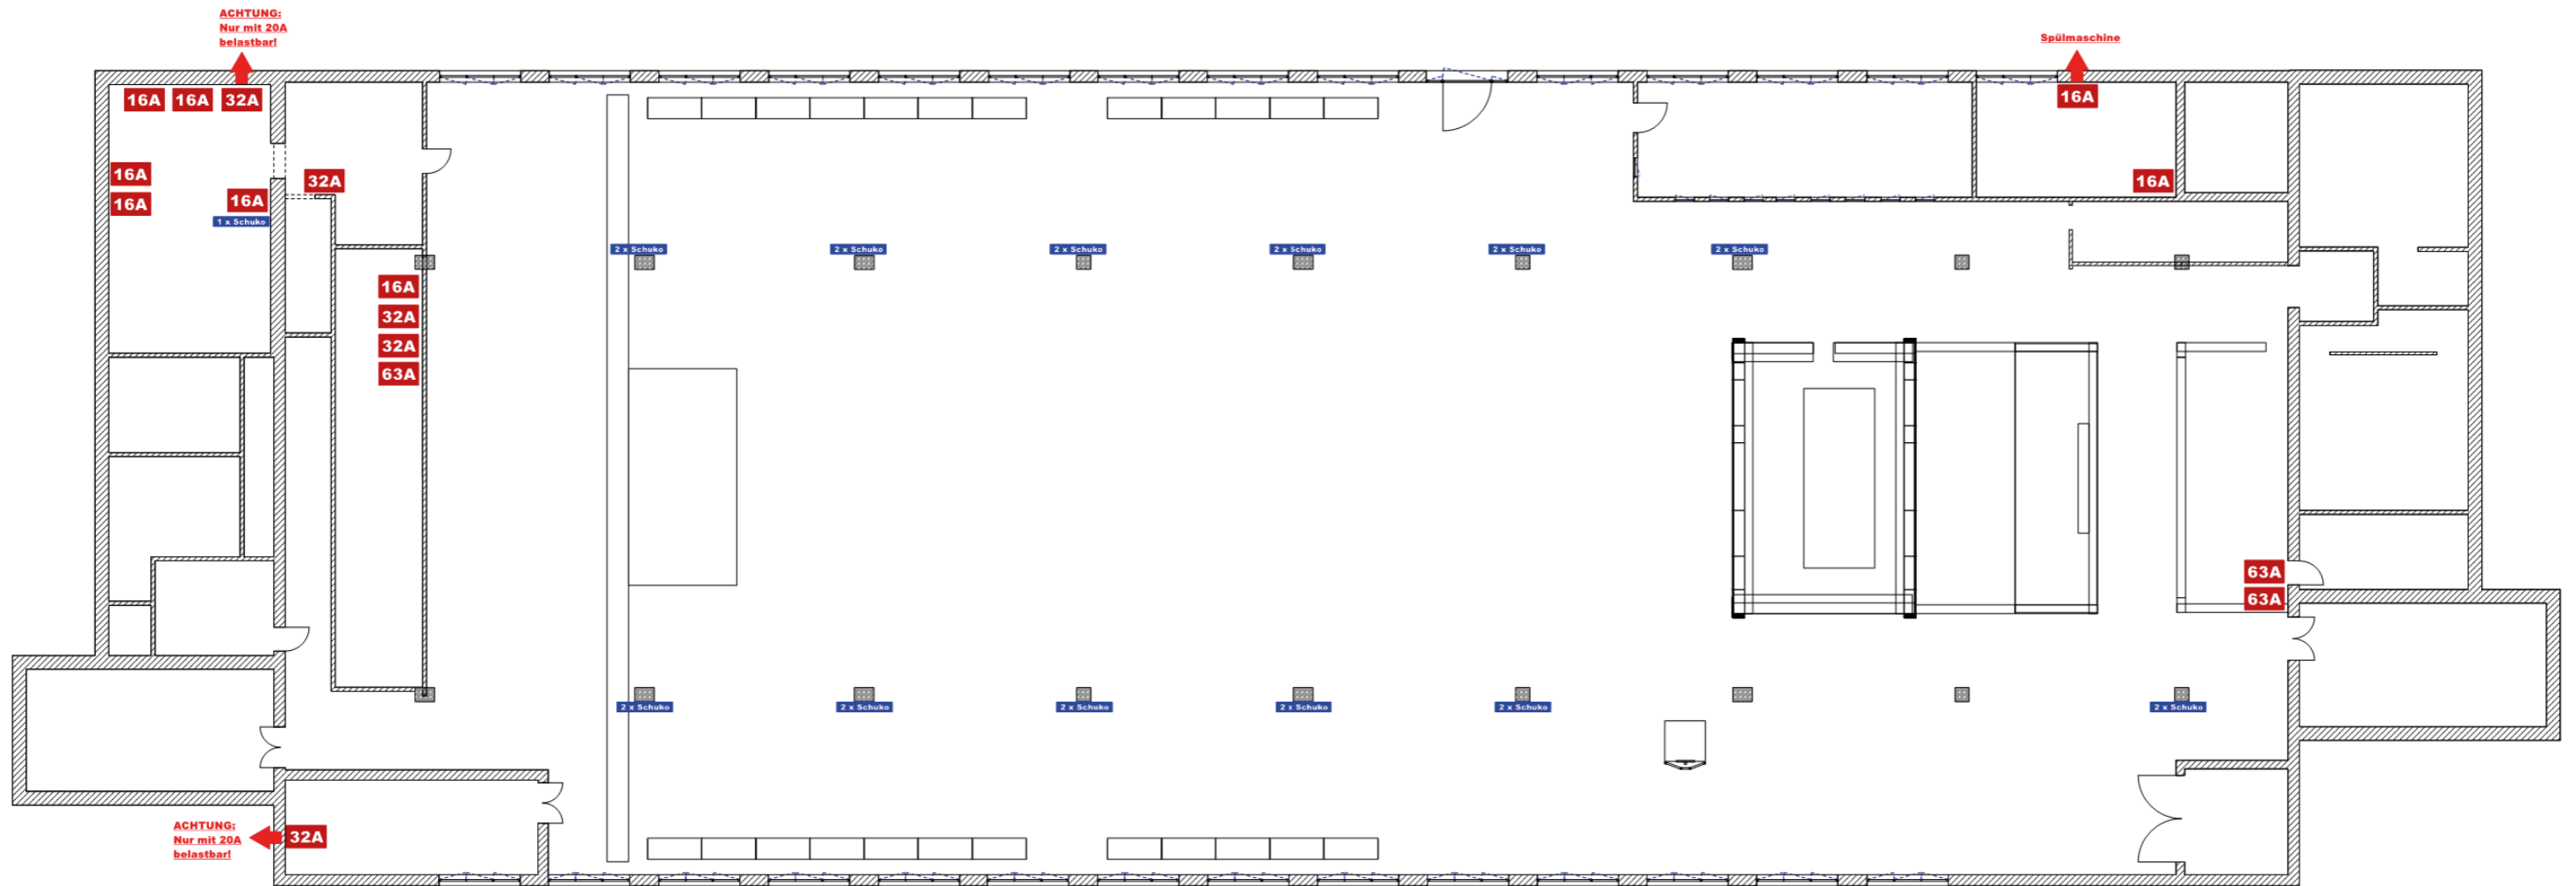 ACHTUNG:
Nur mit 20A
belastbar!
Spülmaschine
16A 16A 32A
16A
16A
16A
16A
1 x Schuko
32A
16A
2 x Schuko 2 x Schuko 2 x Schuko 2 x Schuko 2 x Schuko 2 x Schuko
16A
32A
32A
63A
63A
63A
2 x Schuko 2 x Schuko 2 x Schuko 2 x Schuko 2 x Schuko 2 x Schuko
ACHTUNG:
Nur mit 20A
belastbar!
32A